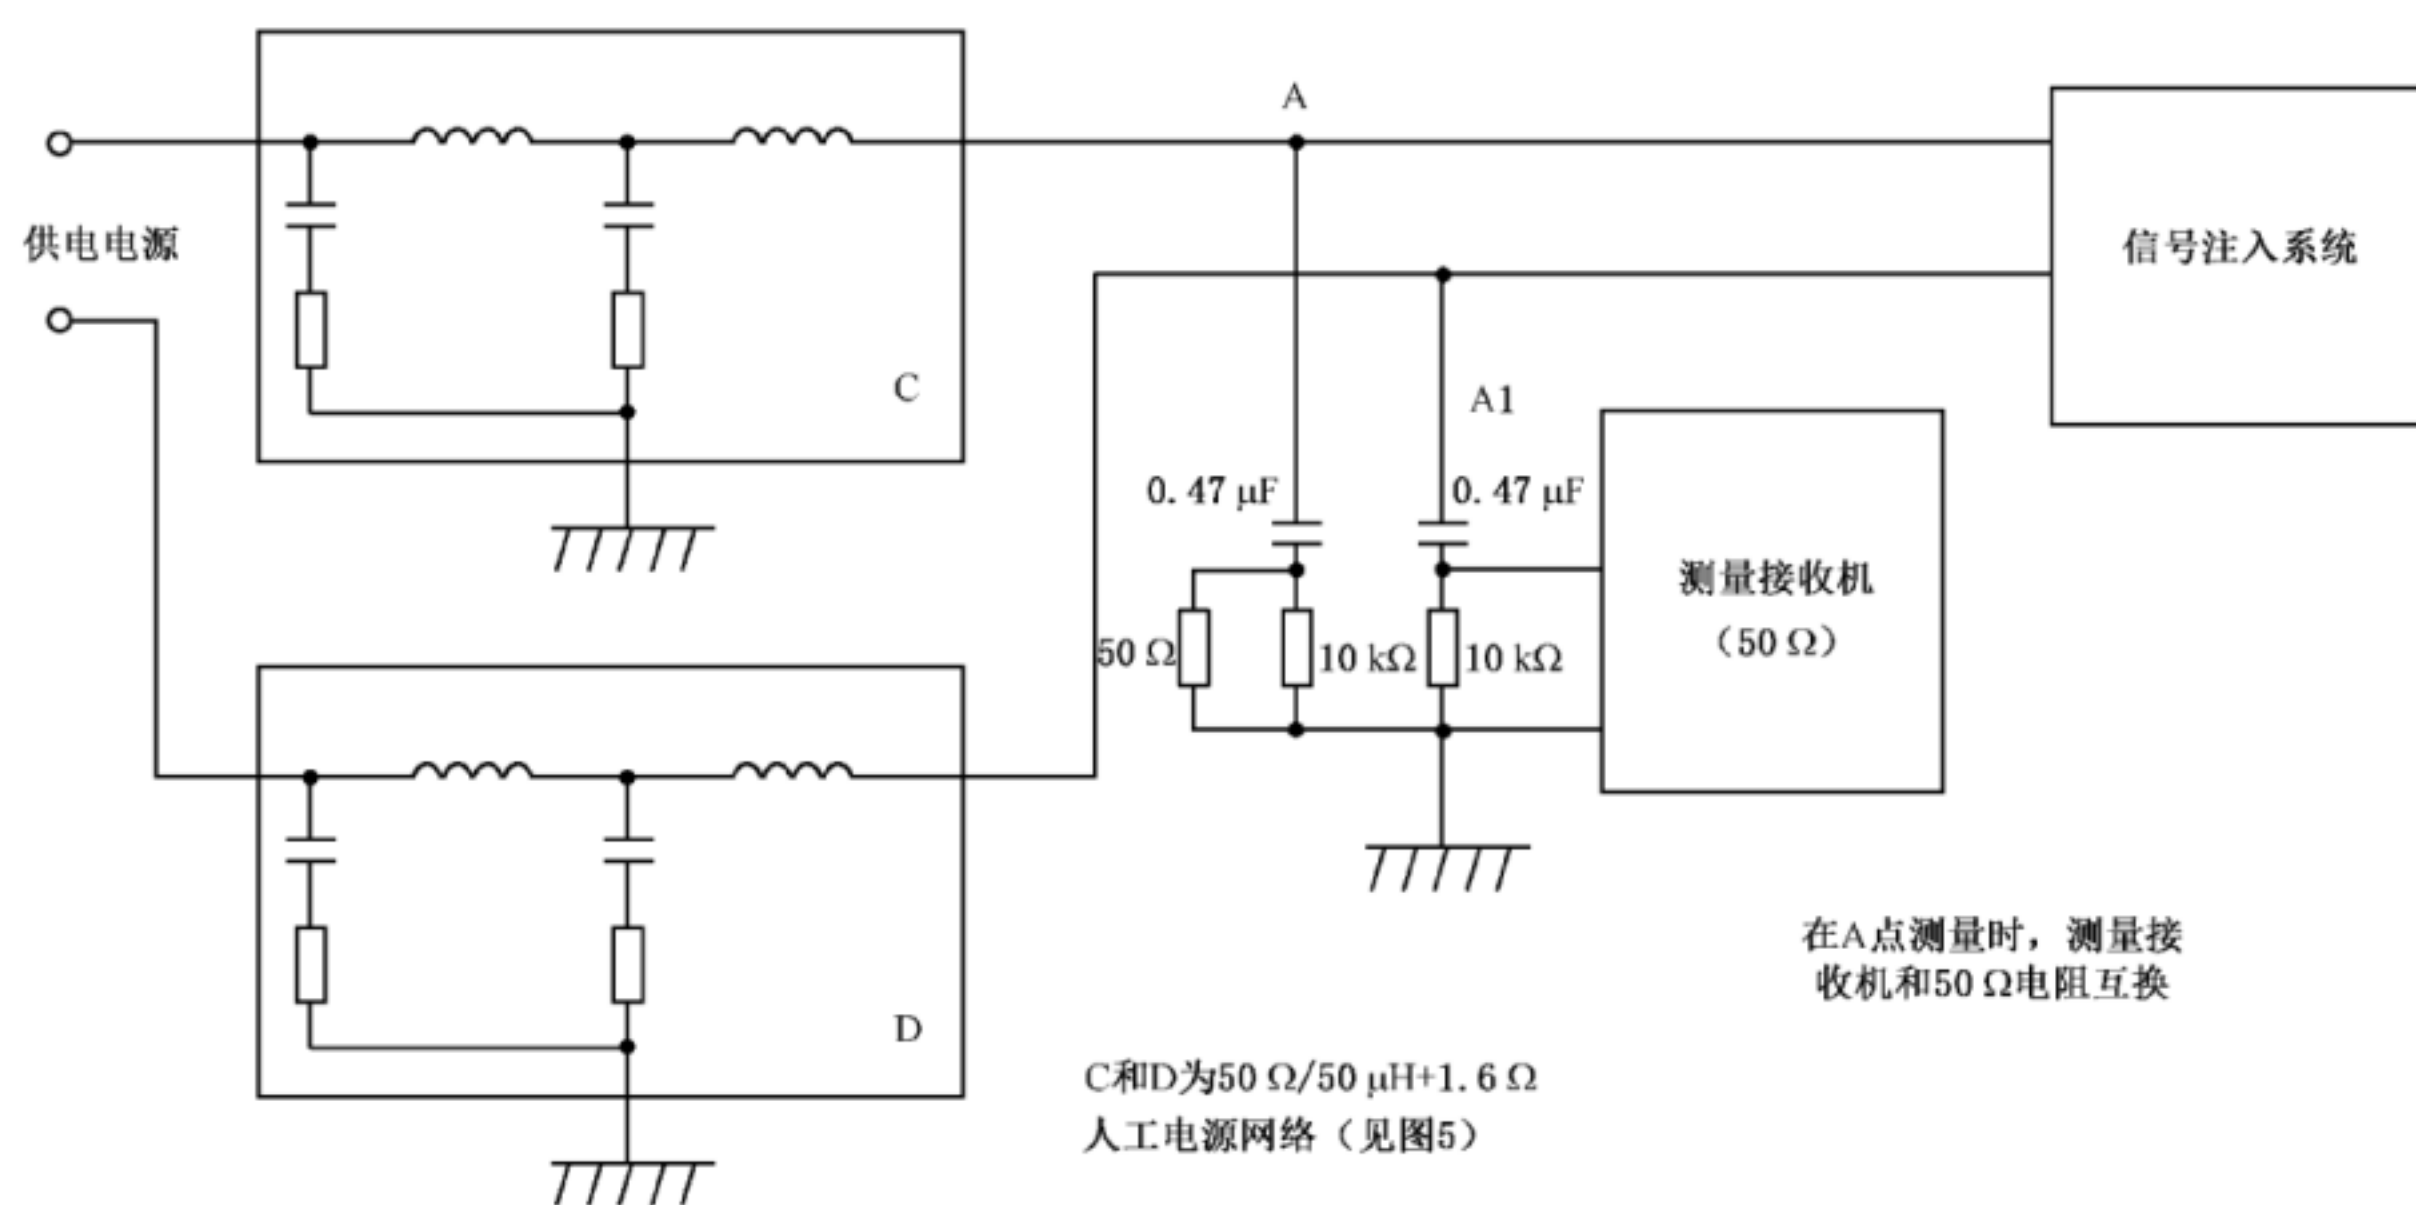 A
供电电源
信号注入系统
C
A1
0.47 μF
0.47 μF
测量接收机
(50 Ω)
50 Ω
10 kΩ
10 kΩ
在A点测量时，测量接
收机和50 Ω电阻互换
D
C和D为50 Ω/50 μH+1.6 Ω
人工电源网络（见图5）